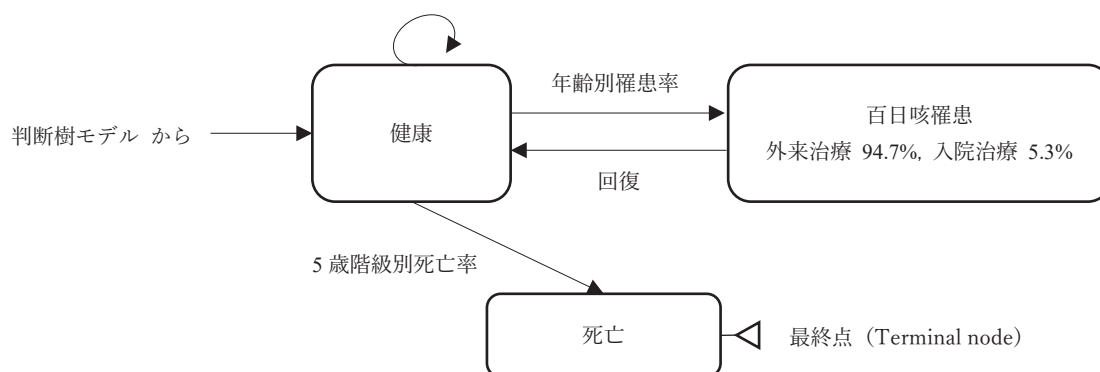 年齢別罹患率
判断樹モデル から
健康
百日咳罹患
外来治療 94.7%, 入院治療 5.3%
回復
5 歳階級別死亡率
死亡
最終点（Terminal node）